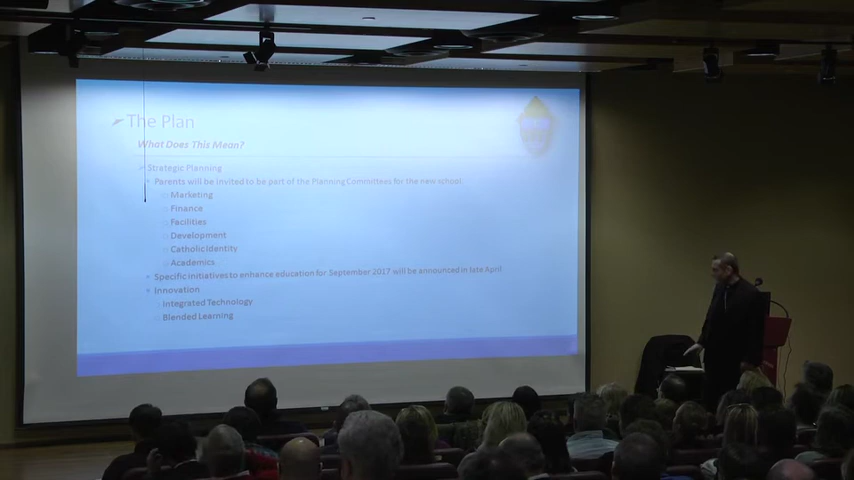 The Plan
What Does This Mean?
Strategic Planning
Parents will be invited to be part of the Planning Committees for the new school.
Marketing
Finance
Facilities
Development
Catholic Identity
Academics
Specific initiatives to enhance education for September 2017 will be announced in late April
Innovation
Integrated Technology
Blended Learning